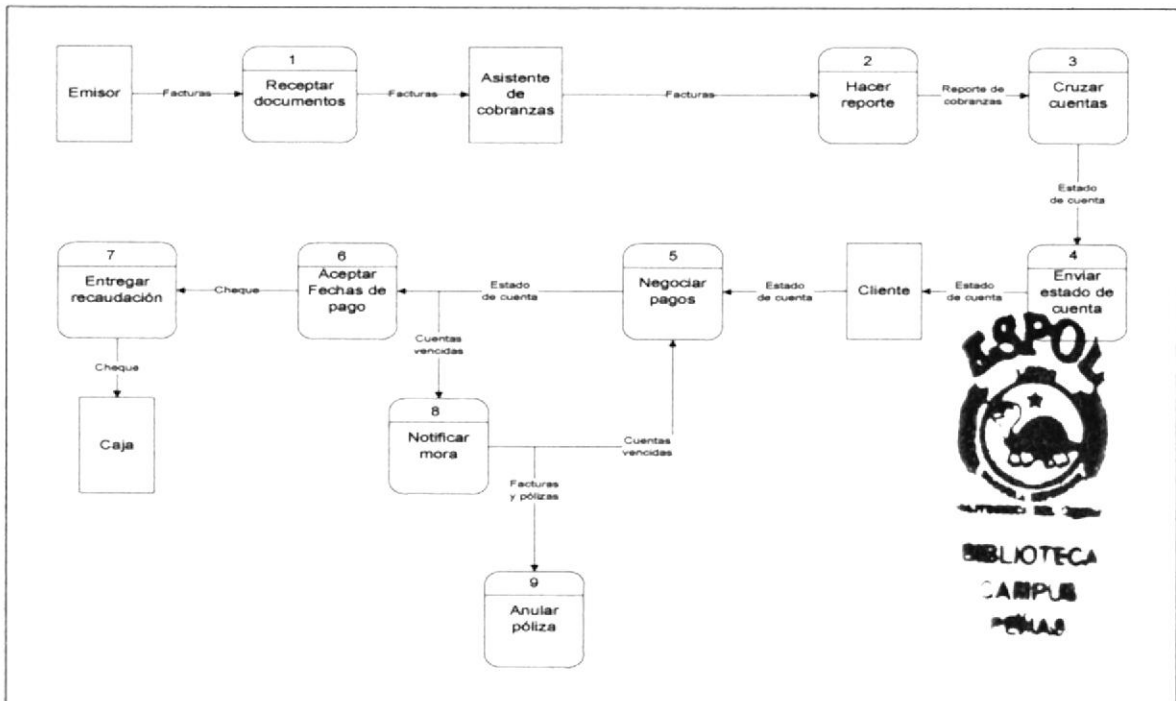 1
2
3
Emisor
Facturas
Receptar
documentos
Facturas
Asistente
de
cobranzas
Facturas
Hacer
reporte
Reporte de
cobranzas
Cruzar
cuentas
Estado
de cuenta
7
6
5
4
Entregar
recaudación
Cheque
Aceptar
Fechas de
pago
Estado
de cuenta
Negociar
pagos
Estado
de cuenta
Cliente
Estado
de cuenta
Enviar
estado de
cuenta
Cheque
Cuentas
vencidas
ESPOL
Caja
8
Notificar
mora
Cuentas
vencidas
Facturas
y pólizas
BIBLIOTECA
CAMPUS
PEÑAS
9
Anular
póliza